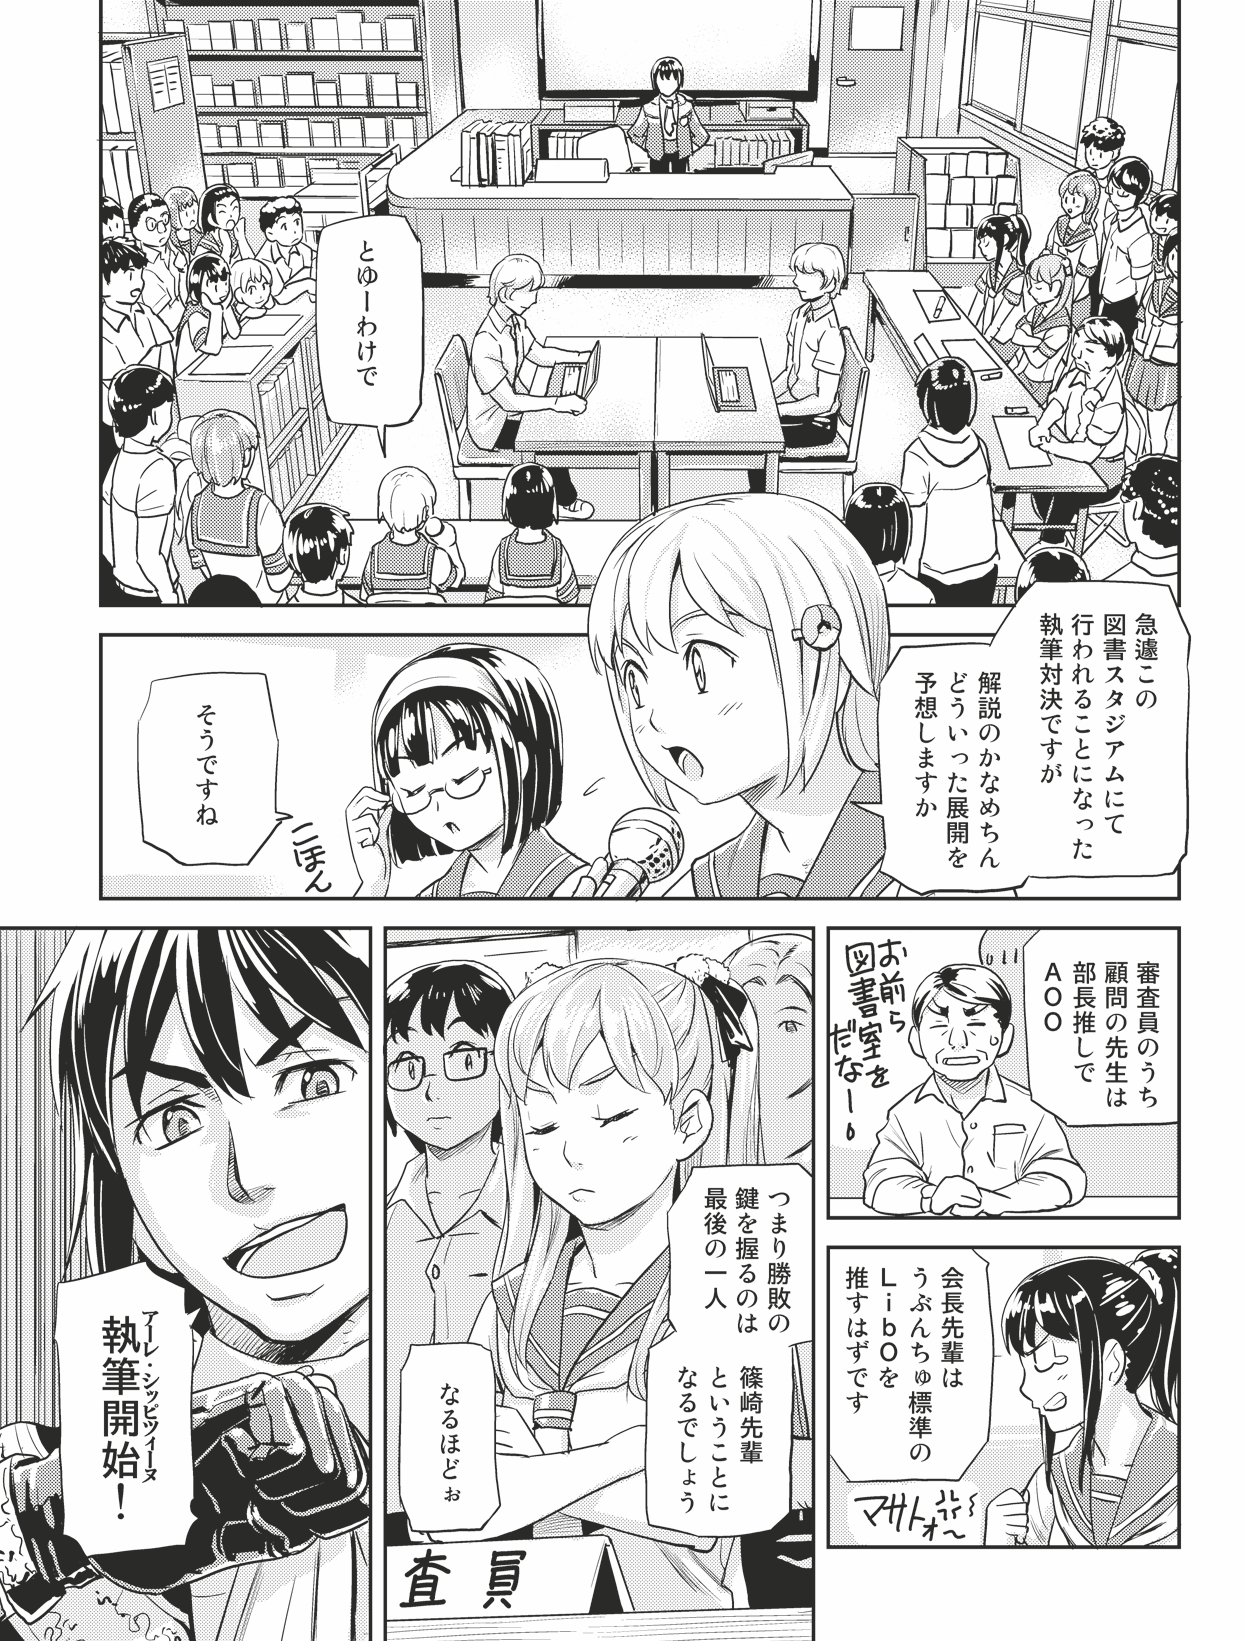 とゆーわけで
急遽この
図書スタジアムにて
行われることになった
執筆対決ですが
解説のかなめちん
どういった展開を
予想しますか
そうですね
こほん
審査員のうち
顧問の先生は
部長推しで
AOO
お前ら
図書室を
だなー。
会長先輩は
うぶんちゅ標準の
LibOを
推すはずです
マサトォ
つまり勝敗の
鍵を握るのは
最後の一人
篠崎先輩
ということに
なるでしょう
なるほどぉ
査員
アーレ・シッピツィーヌ
執筆開始!